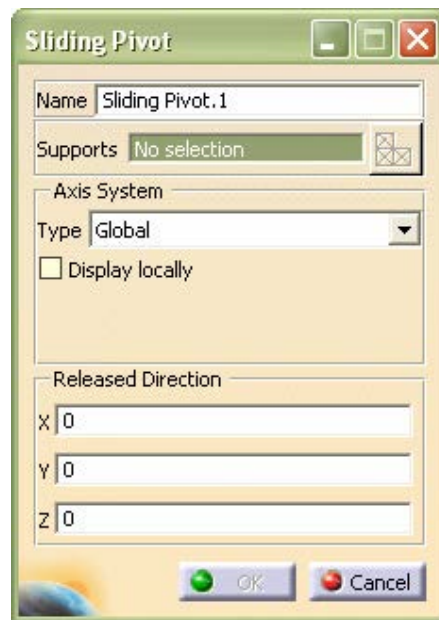 Sliding Pivot
Name Sliding Pivot.1
Supports No selection
Axis System
Type Global
Display locally
Released Direction
X 0
Y 0
Z 0
OK Cancel